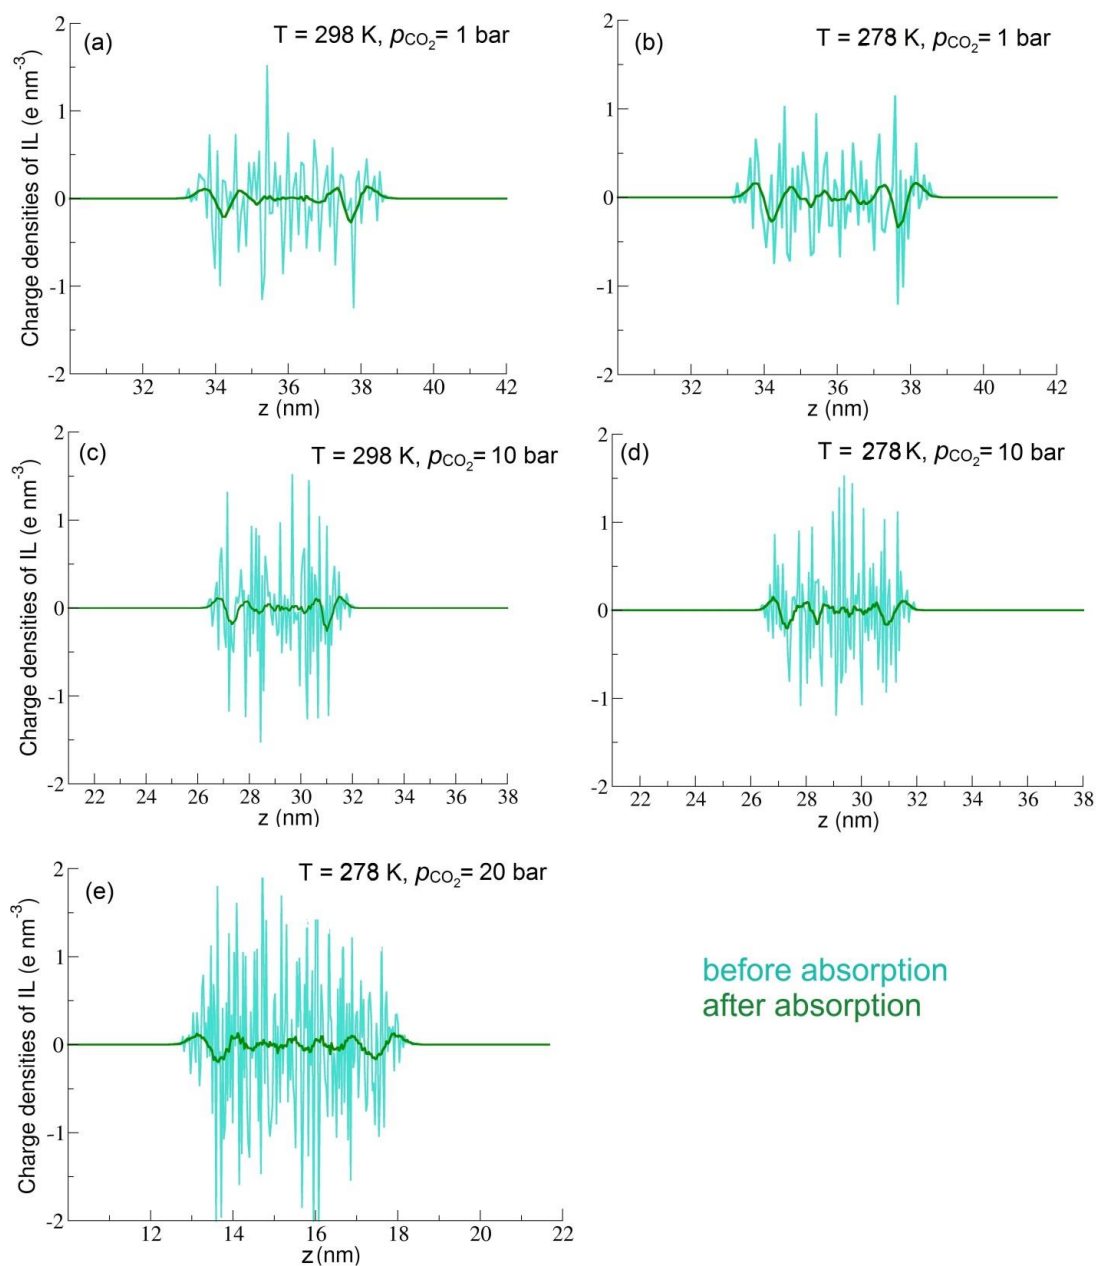 (a) T = 298 K, pCO₂= 1 bar
Charge densities of IL (e nm⁻³)
2
1
0
-1
-2
32 34 36 38 40 42
z (nm)
(b) T = 278 K, pCO₂= 1 bar
2
1
0
-1
-2
32 34 36 38 40 42
z (nm)
(c) T = 298 K, pCO₂= 10 bar
Charge densities of IL (e nm⁻³)
2
1
0
-1
-2
22 24 26 28 30 32 34 36 38
z (nm)
(d) T = 278 K, pCO₂= 10 bar
2
1
0
-1
-2
22 24 26 28 30 32 34 36 38
z (nm)
(e) T = 278 K, pCO₂= 20 bar
Charge densities of IL (e nm⁻³)
2
1
0
-1
-2
12 14 16 18 20 22
z (nm)
before absorption
after absorption